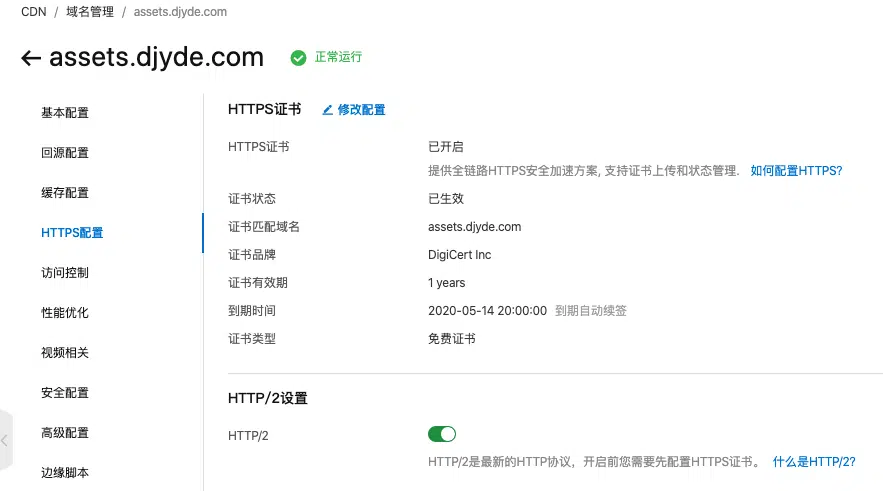 CDN / 域名管理 / assets.djyde.com
← assets.djyde.com 正常运行
基本配置
回源配置
缓存配置
HTTPS配置
访问控制
性能优化
视频相关
安全配置
高级配置
边缘脚本
HTTPS证书 修改配置
HTTPS证书 已开启
提供全链路HTTPS安全加速方案, 支持证书上传和状态管理. 如何配置HTTPS?
证书状态 已生效
证书匹配域名 assets.djyde.com
证书品牌 DigiCert Inc
证书有效期 1 years
到期时间 2020-05-14 20:00:00 到期自动续签
证书类型 免费证书
HTTP/2设置
HTTP/2
HTTP/2是最新的HTTP协议，开启前您需要先配置HTTPS证书。 什么是HTTP/2?